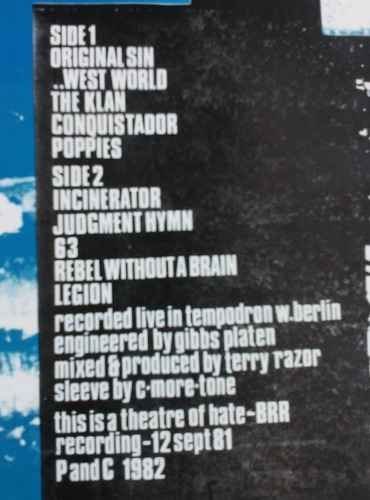 SIDE 1
ORIGINAL SIN
..WEST WORLD
THE KLAN
CONQUISTADOR
POPPIES
SIDE 2
INCINERATOR
JUDGMENT HYMN
63
REBEL WITHOUT A BRAIN
LEGION
recorded live in tempodron w.berlin
engineered by gibbs platen
mixed & produced by terry razor
sleeve by c-more-tone
this is a theatre of hate-BRR
recording-12 sept 81
P and C 1982